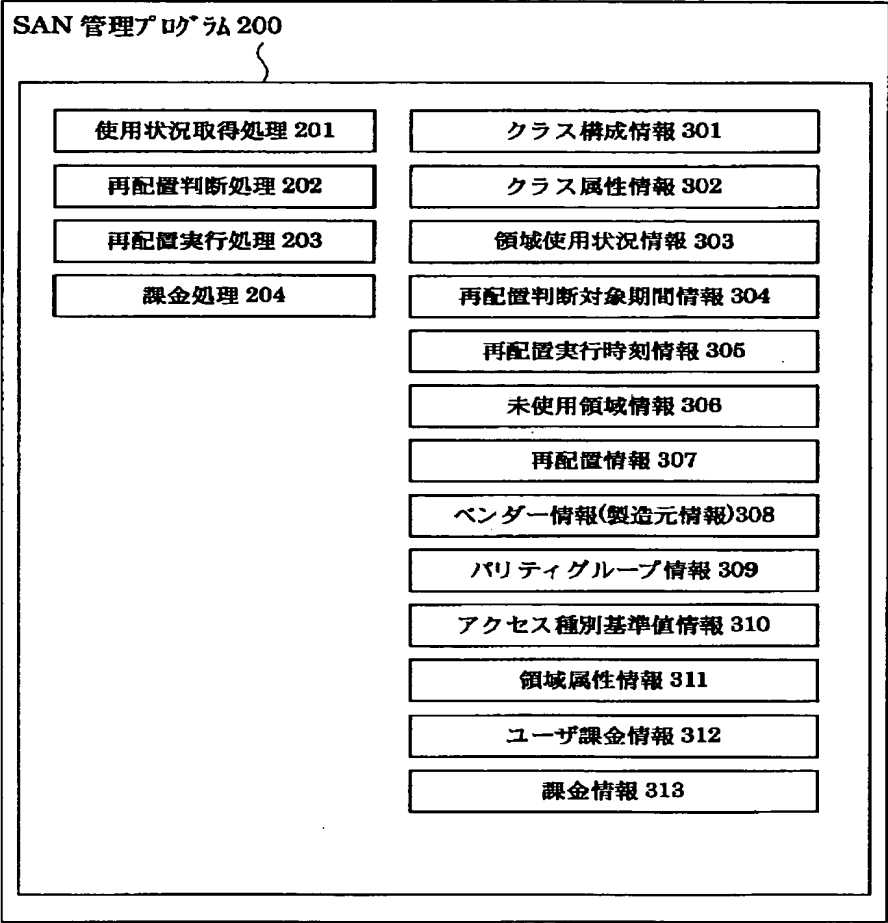 SAN 管理ﾌﾟﾛｸﾞﾗﾑ 200
使用状況取得処理 201
再配置判断処理 202
再配置実行処理 203
課金処理 204
クラス構成情報 301
クラス属性情報 302
領域使用状況情報 303
再配置判断対象期間情報 304
再配置実行時刻情報 305
未使用領域情報 306
再配置情報 307
ベンダー情報(製造元情報)308
パリティグループ情報 309
アクセス種別基準値情報 310
領域属性情報 311
ユーザ課金情報 312
課金情報 313